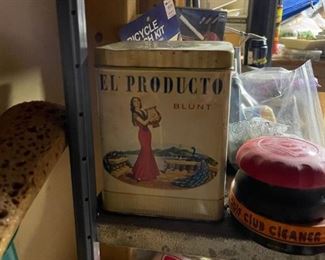 BICYCLE
KIT
EL PRODUCTO
BLUNT
CLUB CLEANER